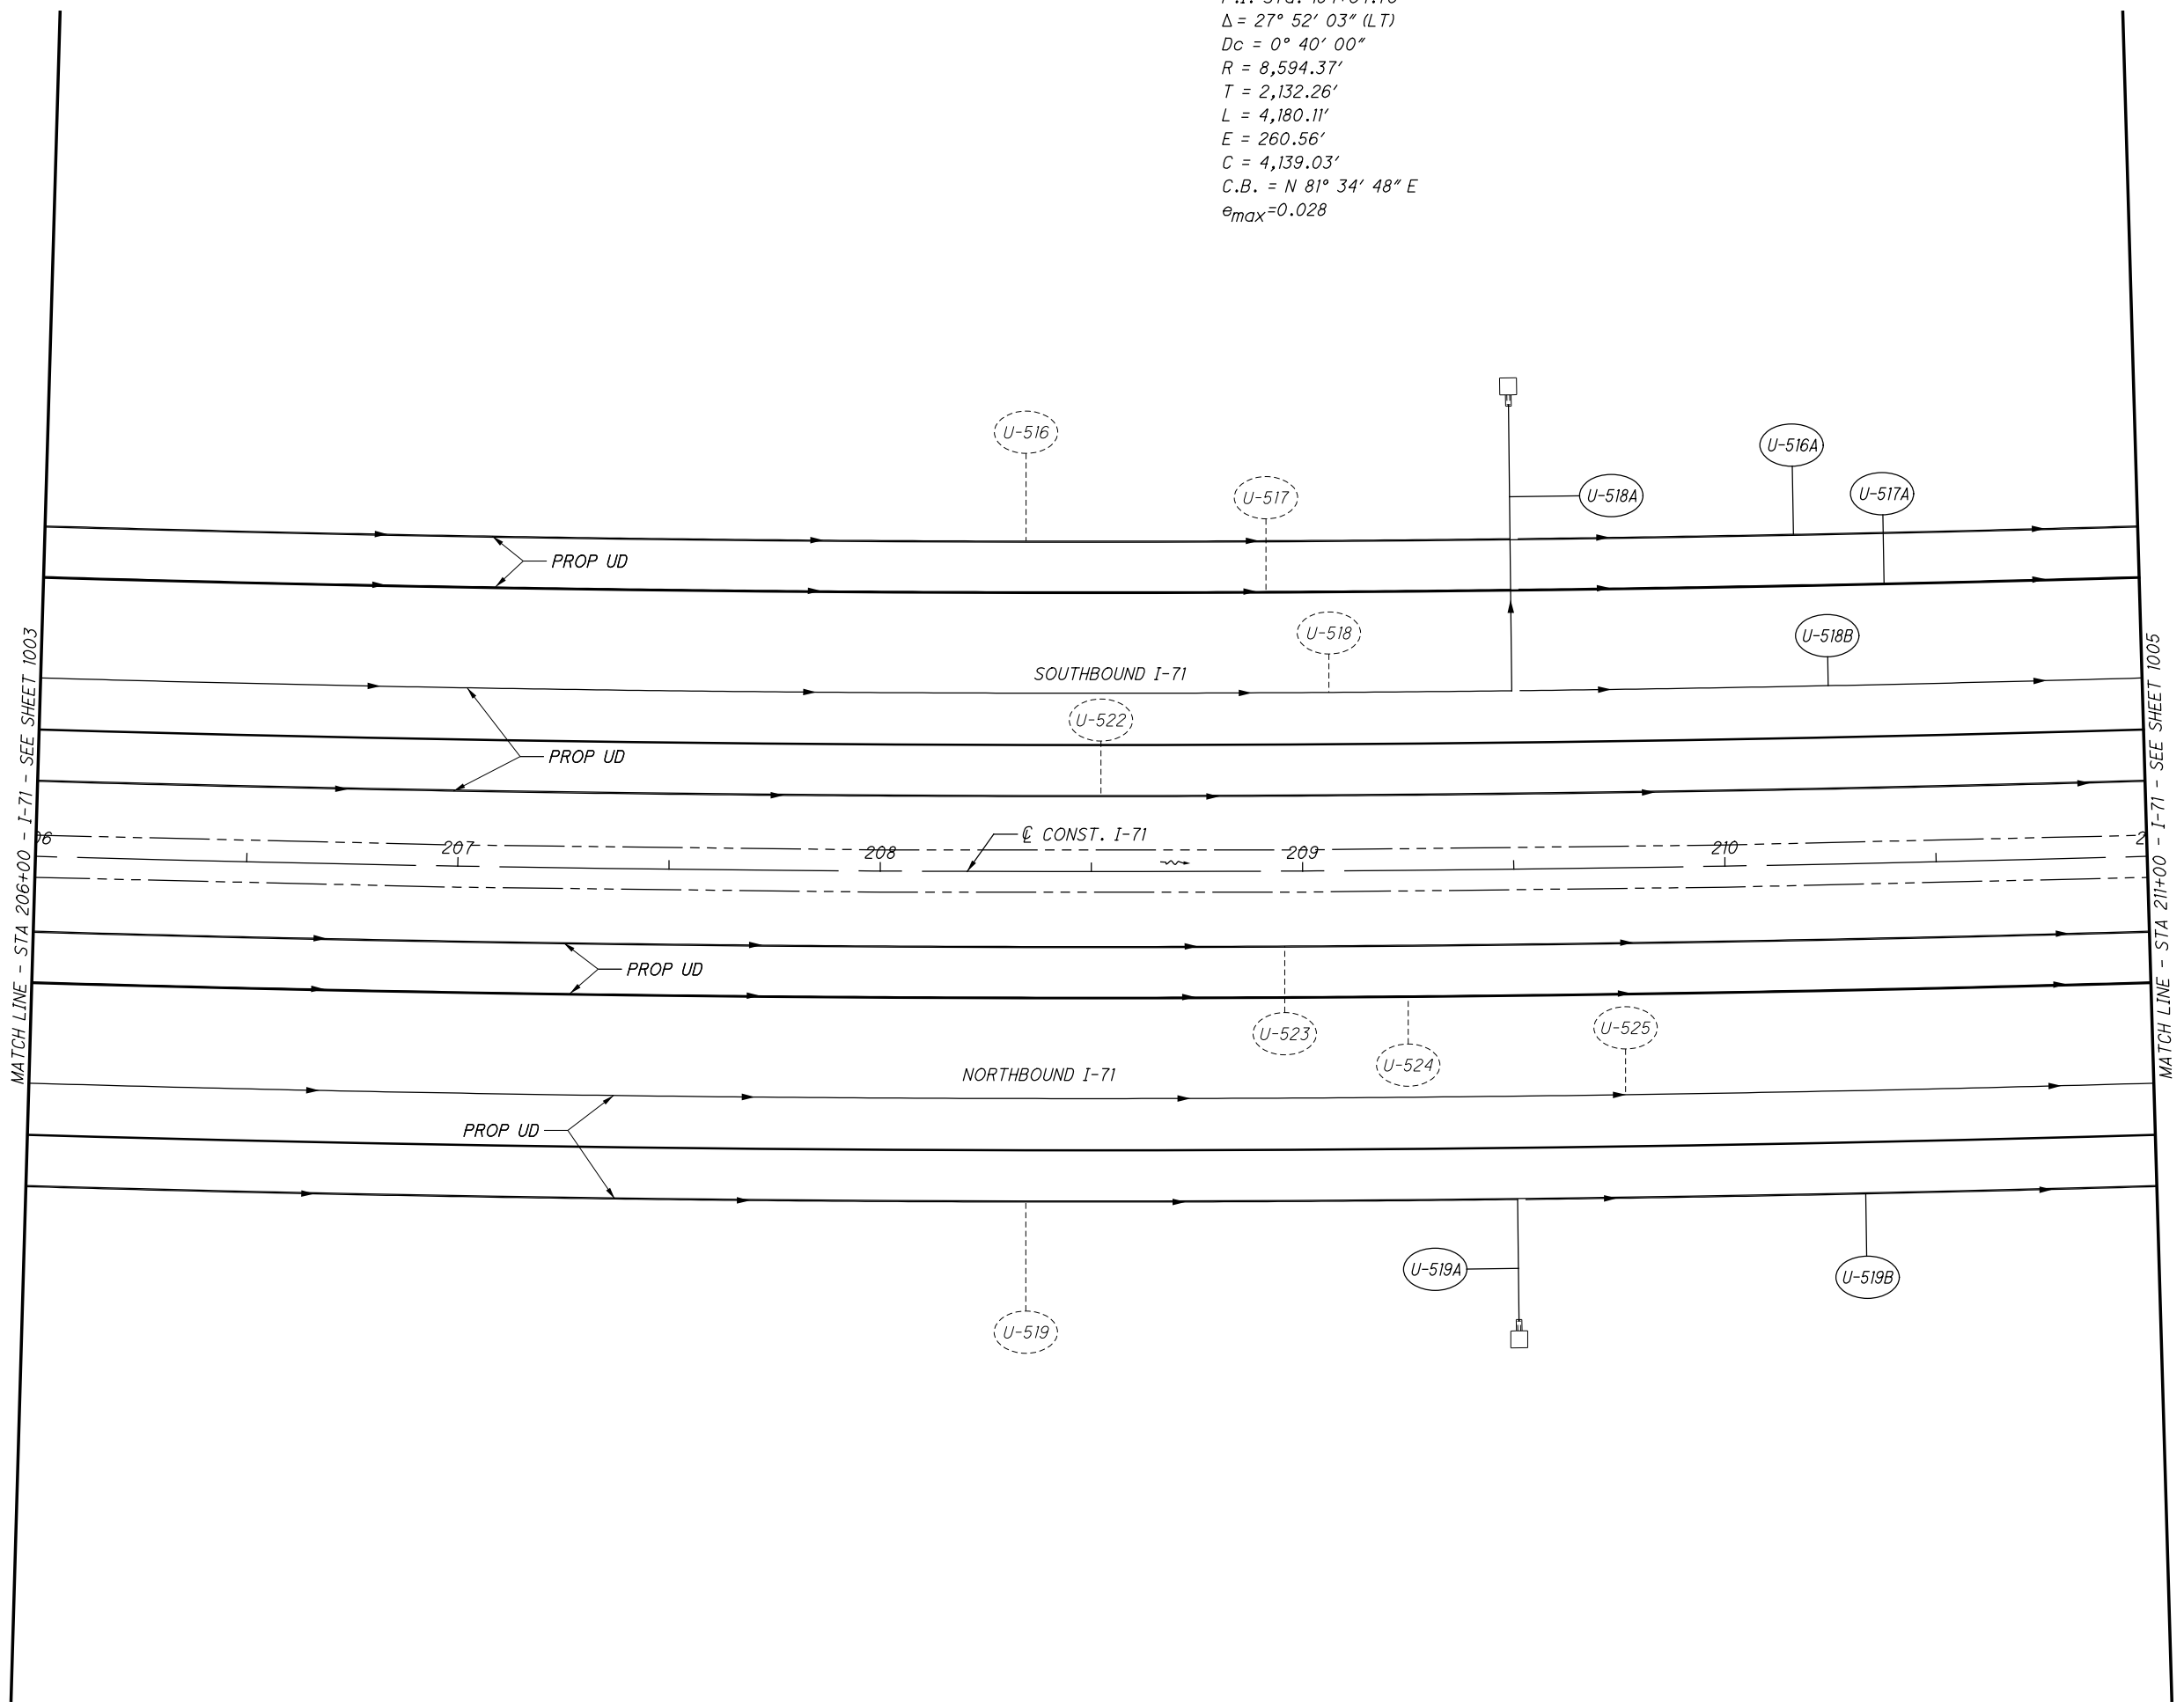 Δ = 27° 52' 03" (LT)
Dc = 0° 40' 00"
R = 8,594.37'
T = 2,132.26'
L = 4,180.11'
E = 260.56'
C = 4,139.03'
C.B. = N 81° 34' 48" E
emax=0.028
U-516
U-516A
U-517
U-518A
U-517A
PROP UD
U-518
U-518B
SOUTHBOUND I-71
U-522
PROP UD
MATCH LINE - STA 206+00 - I-71 - SEE SHEET 1003
MATCH LINE - STA 211+00 - I-71 - SEE SHEET 1005
℄ CONST. I-71
207
208
209
210
PROP UD
U-523
U-524
U-525
NORTHBOUND I-71
PROP UD
U-519A
U-519B
U-519